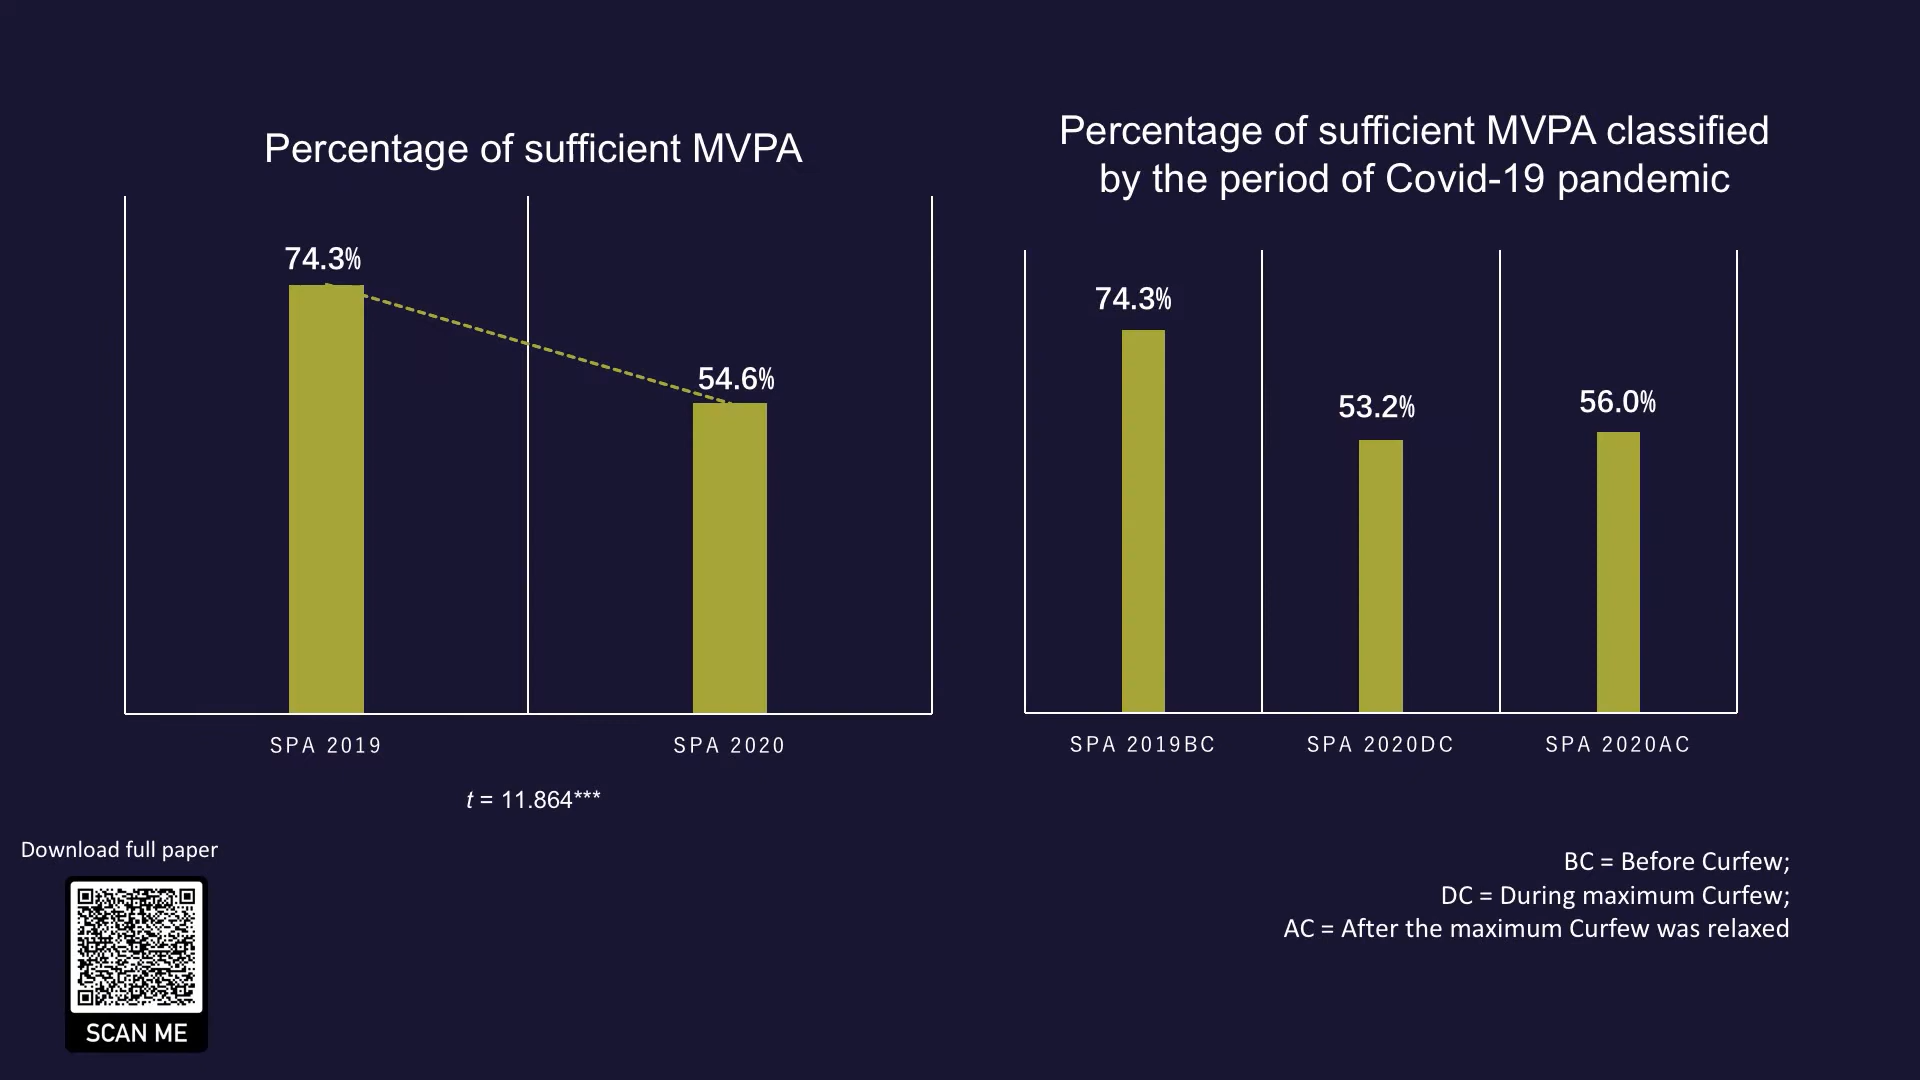 Percentage of sufficient MVPA
74.3%
54.6%
SPA 2019
SPA 2020
t = 11.864***
Percentage of sufficient MVPA classified
by the period of Covid-19 pandemic
74.3%
53.2%
56.0%
SPA 2019BC
SPA 2020DC
SPA 2020AC
BC = Before Curfew;
DC = During maximum Curfew;
AC = After the maximum Curfew was relaxed
Download full paper
SCAN ME